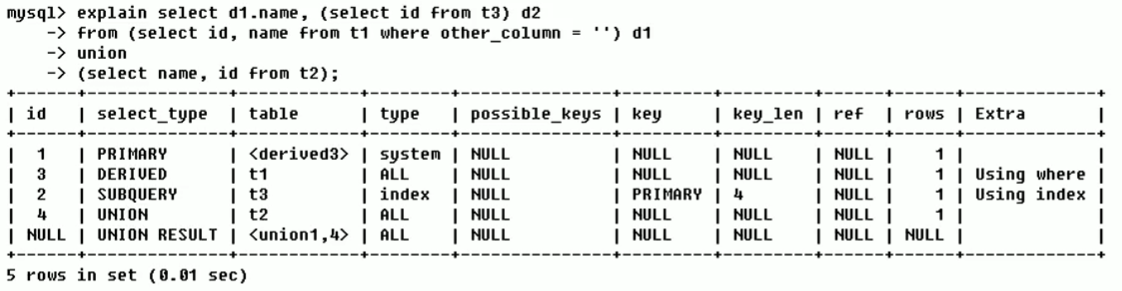 mysql> explain select d1.name, (select id from t3) d2
    -> from (select id, name from t1 where other_column = '') d1
    -> union
    -> (select name, id from t2);
+------+--------------+------------+--------+---------------+---------+---------+------+------+-------------+
| id   | select_type  | table      | type   | possible_keys | key     | key_len | ref  | rows | Extra       |
+------+--------------+------------+--------+---------------+---------+---------+------+------+-------------+
|  1   | PRIMARY      | <derived3> | system | NULL          | NULL    | NULL    | NULL |    1 |             |
|  3   | DERIVED      | t1         | ALL    | NULL          | NULL    | NULL    | NULL |    1 | Using where |
|  2   | SUBQUERY     | t3         | index  | NULL          | PRIMARY | 4       | NULL |    1 | Using index |
|  4   | UNION        | t2         | ALL    | NULL          | NULL    | NULL    | NULL |    1 |             |
| NULL | UNION RESULT | <union1,4> | ALL    | NULL          | NULL    | NULL    | NULL | NULL |             |
+------+--------------+------------+--------+---------------+---------+---------+------+------+-------------+
5 rows in set (0.01 sec)